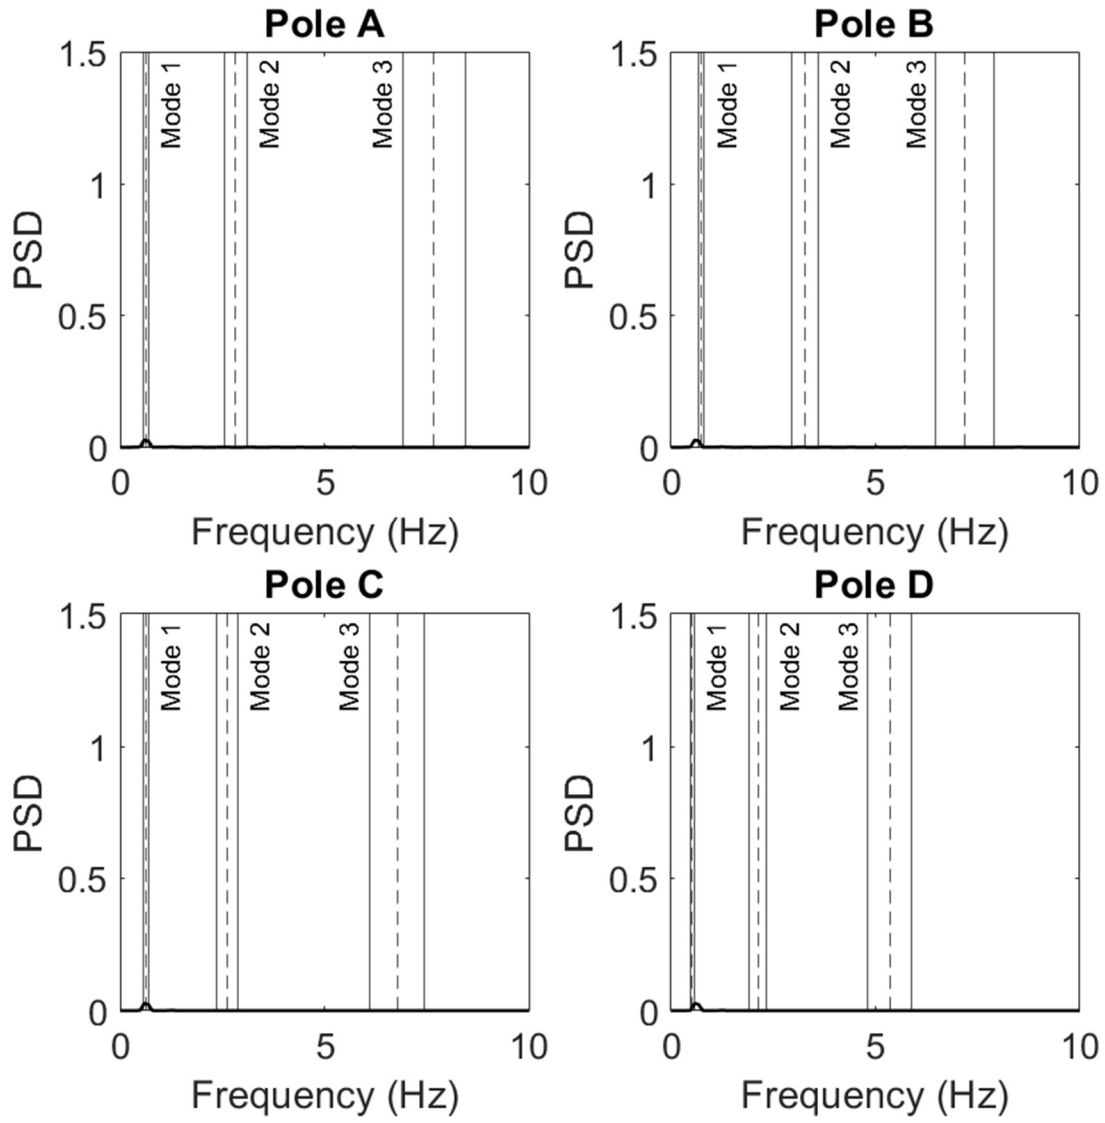 Pole A
1.5
1
0.5
0
PSD
Mode 1
Mode 2
Mode 3
0 5 10
Frequency (Hz)
Pole B
1.5
1
0.5
0
PSD
Mode 1
Mode 2
Mode 3
0 5 10
Frequency (Hz)
Pole C
1.5
1
0.5
0
PSD
Mode 1
Mode 2
Mode 3
0 5 10
Frequency (Hz)
Pole D
1.5
1
0.5
0
PSD
Mode 1
Mode 2
Mode 3
0 5 10
Frequency (Hz)